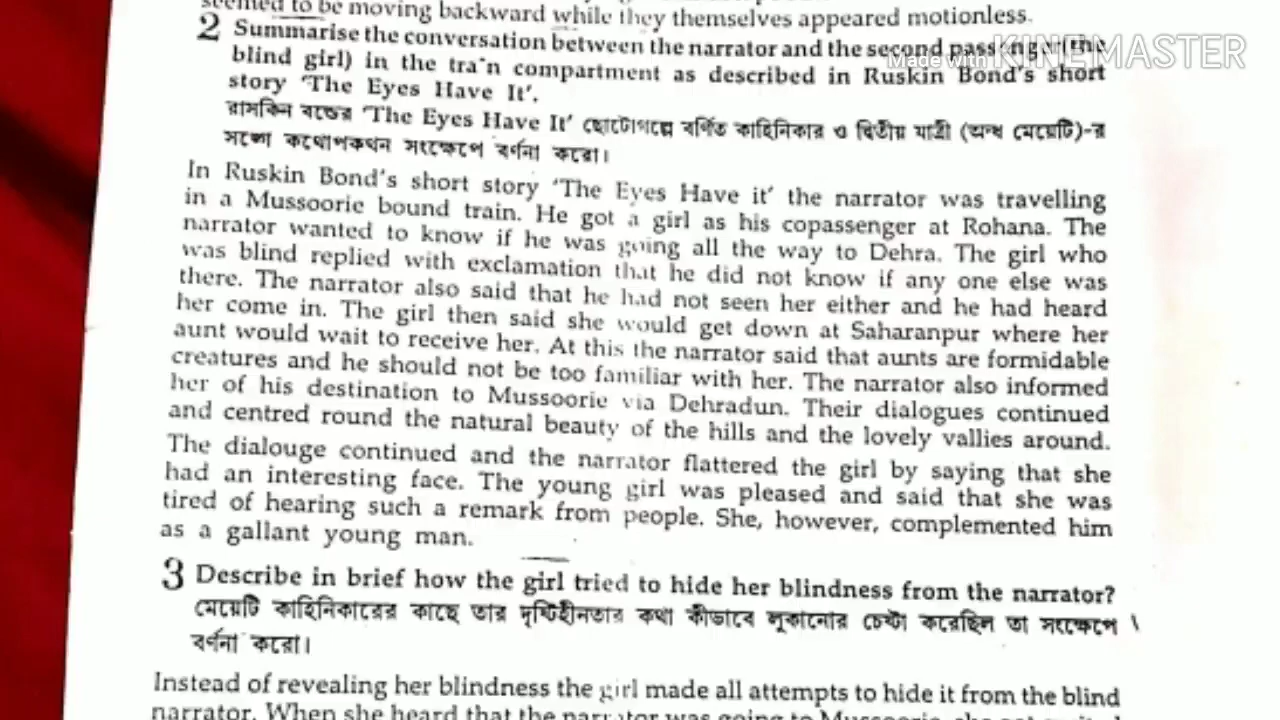 seemed to be moving backward while they themselves appeared motionless.
2 Summarise the conversation between the narrator and the second passenger(the
Made with KINEMASTER
blind girl) in the tra'n compartment as described in Ruskin Bond's short
story 'The Eyes Have It'.
রাসকিন বন্ডের 'The Eyes Have It' ছোটোগল্পে বর্ণিত কাহিনিকার ও দ্বিতীয় যাত্রী (অন্ধ মেয়েটি)-র
সঙ্গে কথোপকথন সংক্ষেপে বর্ণনা করো।
In Ruskin Bond's short story 'The Eyes Have it' the narrator was travelling
in a Mussoorie bound train. He got a girl as his copassenger at Rohana. The
narrator wanted to know if he was going all the way to Dehra. The girl who
was blind replied with exclamation that he did not know if any one else was
there. The narrator also said that he had not seen her either and he had heard
her come in. The girl then said she would get down at Saharanpur where her
aunt would wait to receive her. At this the narrator said that aunts are formidable
creatures and he should not be too familiar with her. The narrator also informed
her of his destination to Mussoorie via Dehradun. Their dialogues continued
and centred round the natural beauty of the hills and the lovely vallies around.
The dialouge continued and the narrator flattered the girl by saying that she
had an interesting face. The young girl was pleased and said that she was
tired of hearing such a remark from people. She, however, complemented him
as a gallant young man.
3 Describe in brief how the girl tried to hide her blindness from the narrator?
মেয়েটি কাহিনিকারের কাছে তার দৃষ্টিহীনতার কথা কীভাবে লুকানোর চেষ্টা করেছিল তা সংক্ষেপে
বর্ণনা করো।
Instead of revealing her blindness the girl made all attempts to hide it from the blind
narrator. When she heard that the narrator was going to Mussoorie, she got